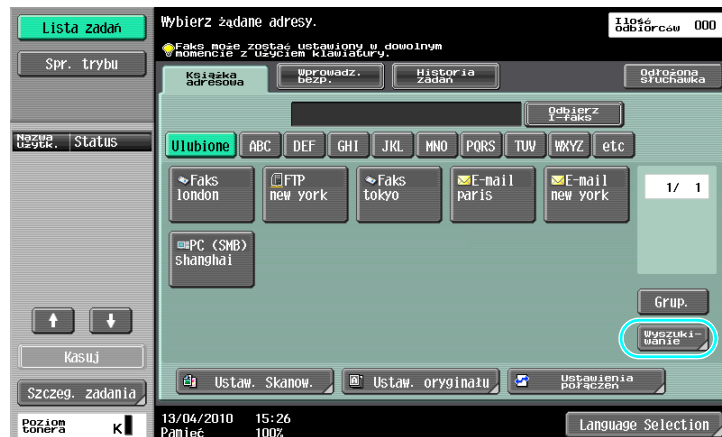 Lista zadań
Spr. trybu
Nazwa użytk.
Status
Kasuj
Szczeg. zadania
Poziom tonera
K
Wybierz żądane adresy.
Ilość odbiorców 000
Faks może zostać ustawiony w dowolnym
momencie z użyciem klawiatury.
Książka adresowa
Wprowadz. bezp.
Historia zadań
Odłożona słuchawka
Odbierz I-faks
Ulubione ABC DEF GHI JKL MNO PQRS TUV WXYZ etc
Faks london
FTP new york
Faks tokyo
E-mail paris
E-mail new york
1/ 1
PC (SMB) shanghai
Grup.
Wyszuki-
wanie
Ustaw. Skanow.
Ustaw. oryginału
Ustawienia połączeń
13/04/2010 15:26
Pamięć 100%
Language Selection